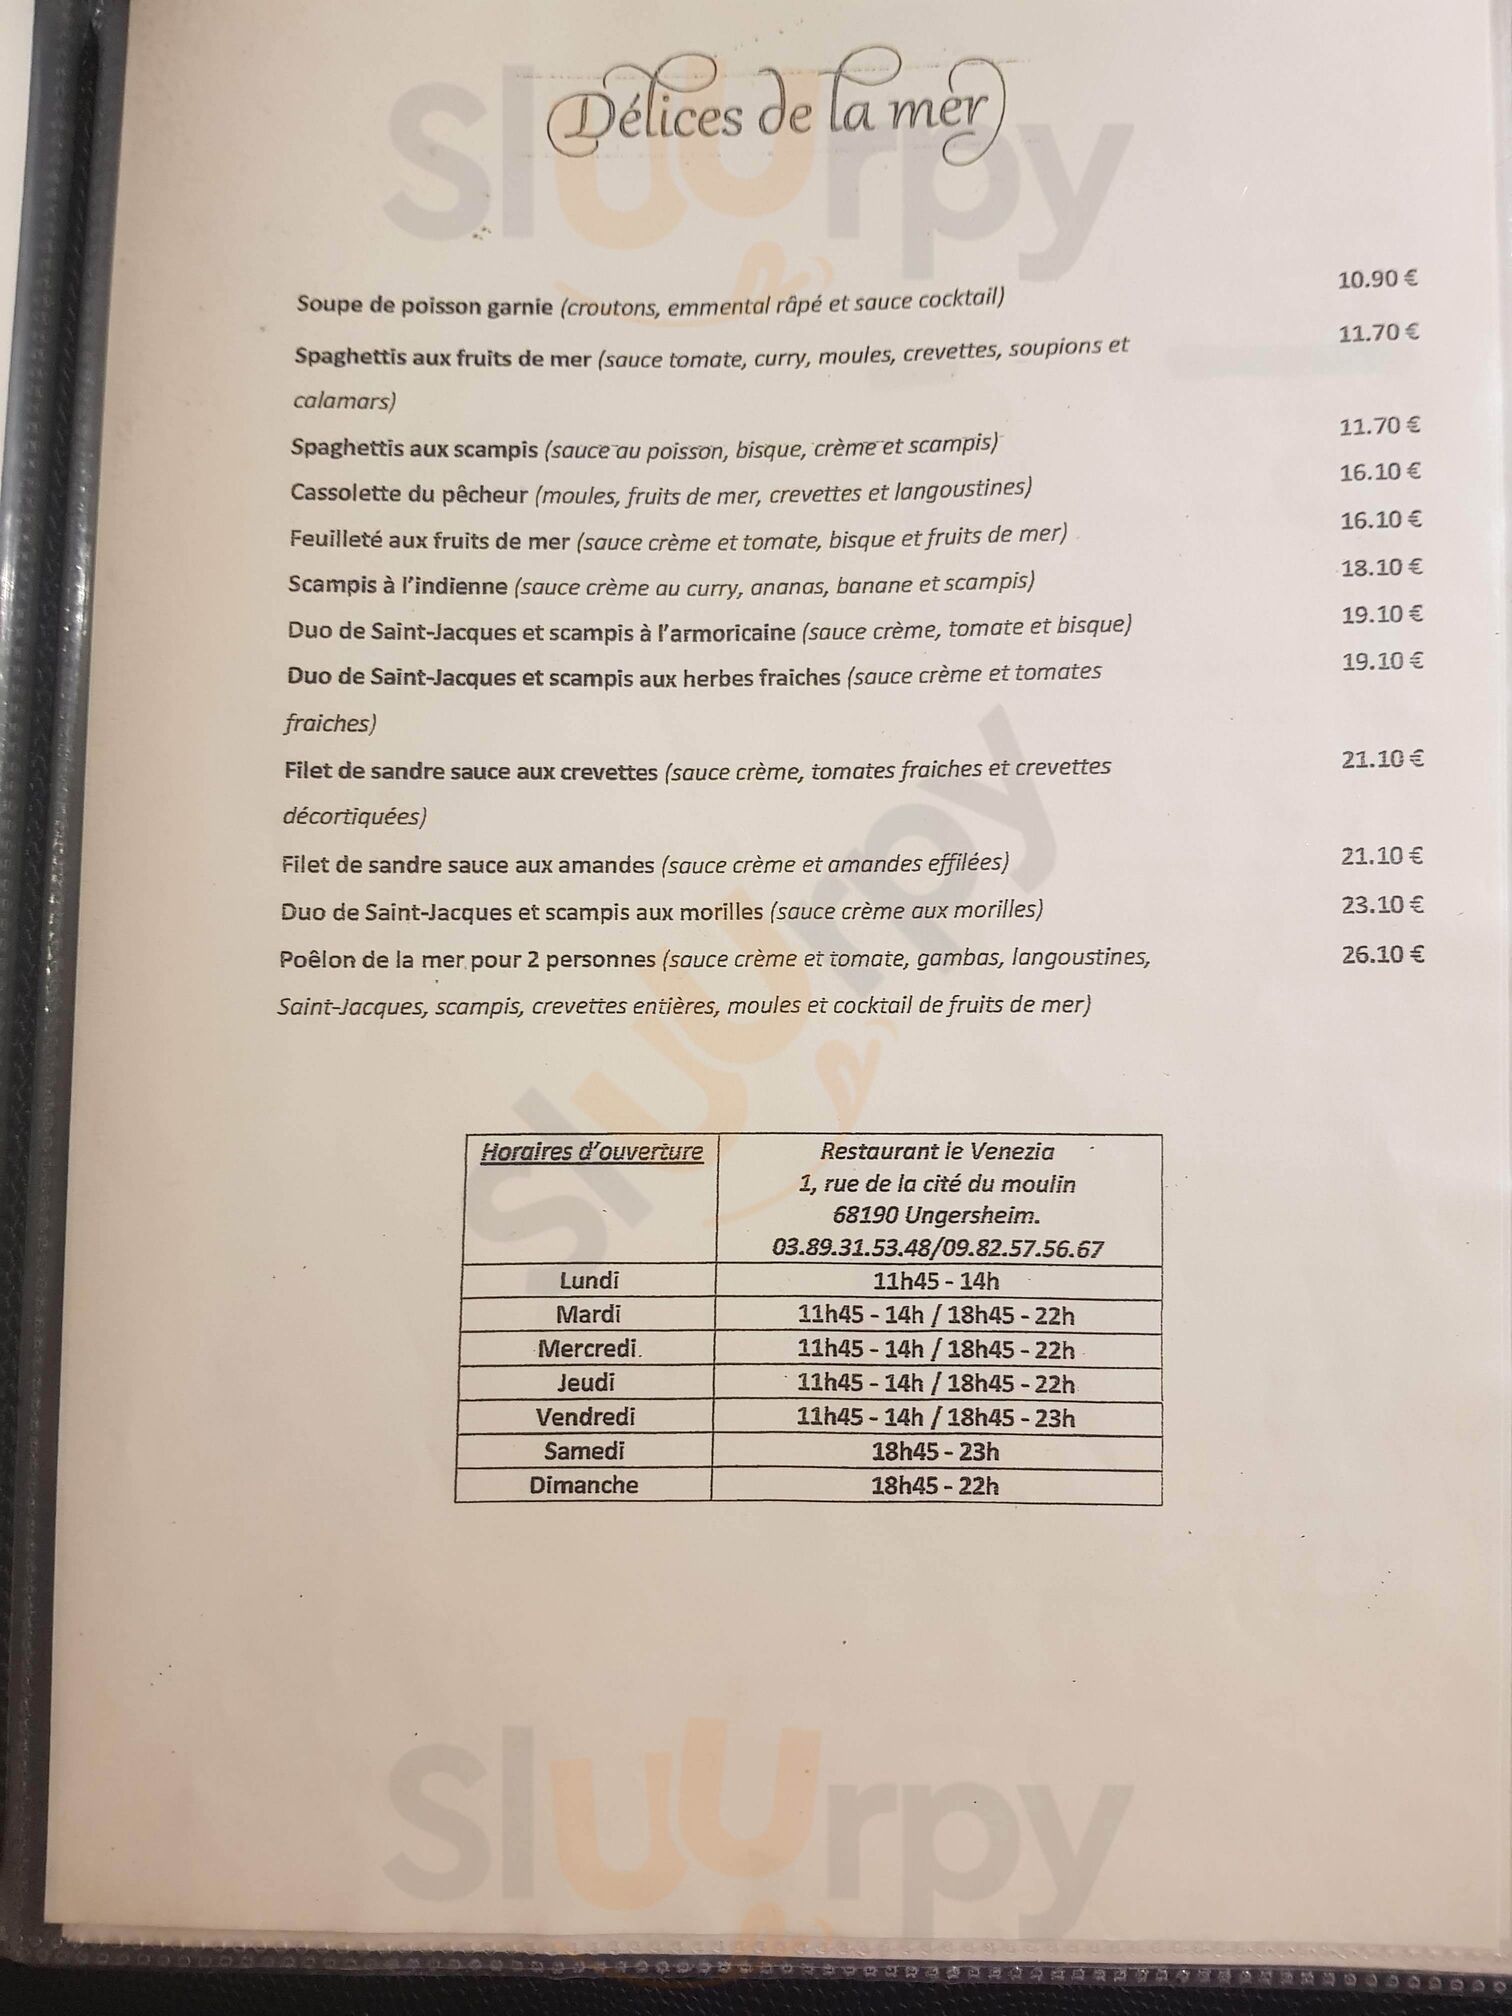 Délices de la mer
Soupe de poisson garnie (croutons, emmental râpé et sauce cocktail) 10.90 €
Spaghettis aux fruits de mer (sauce tomate, curry, moules, crevettes, soupions et 11.70 €
calamars)
Spaghettis aux scampis (sauce au poisson, bisque, crème et scampis) 11.70 €
Cassolette du pêcheur (moules, fruits de mer, crevettes et langoustines) 16.10 €
Feuilleté aux fruits de mer (sauce crème et tomate, bisque et fruits de mer) 16.10 €
Scampis à l'indienne (sauce crème au curry, ananas, banane et scampis) 18.10 €
Duo de Saint-Jacques et scampis à l'armoricaine (sauce crème, tomate et bisque) 19.10 €
Duo de Saint-Jacques et scampis aux herbes fraiches (sauce crème et tomates 19.10 €
fraiches)
Filet de sandre sauce aux crevettes (sauce crème, tomates fraiches et crevettes 21.10 €
décortiquées)
Filet de sandre sauce aux amandes (sauce crème et amandes effilées) 21.10 €
Duo de Saint-Jacques et scampis aux morilles (sauce crème aux morilles) 23.10 €
Poêlon de la mer pour 2 personnes (sauce crème et tomate, gambas, langoustines, 26.10 €
Saint-Jacques, scampis, crevettes entières, moules et cocktail de fruits de mer)
Horaires d'ouverture Restaurant le Venezia
1, rue de la cité du moulin
68190 Ungersheim.
03.89.31.53.48/09.82.57.56.67
Lundi 11h45 - 14h
Mardi 11h45 - 14h / 18h45 - 22h
Mercredi 11h45 - 14h / 18h45 - 22h
Jeudi 11h45 - 14h / 18h45 - 22h
Vendredi 11h45 - 14h / 18h45 - 23h
Samedi 18h45 - 23h
Dimanche 18h45 - 22h
Sluurpy
Sluurpy
Sluurpy